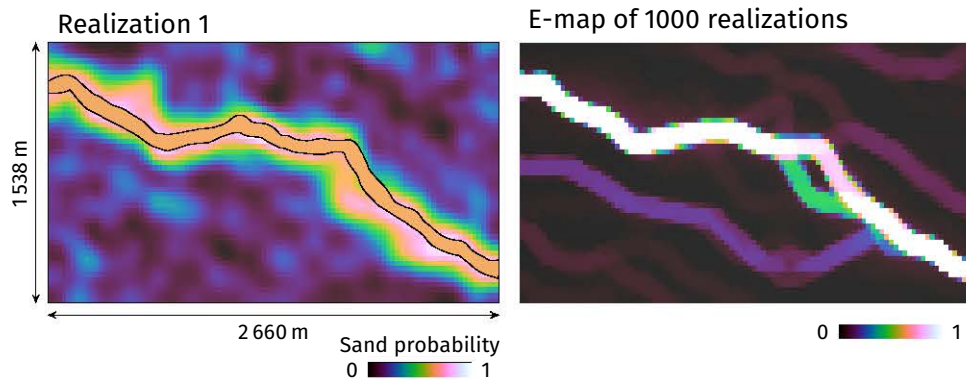 Realization 1
E-map of 1000 realizations
1 538 m
2 660 m
Sand probability
0 1
0 1